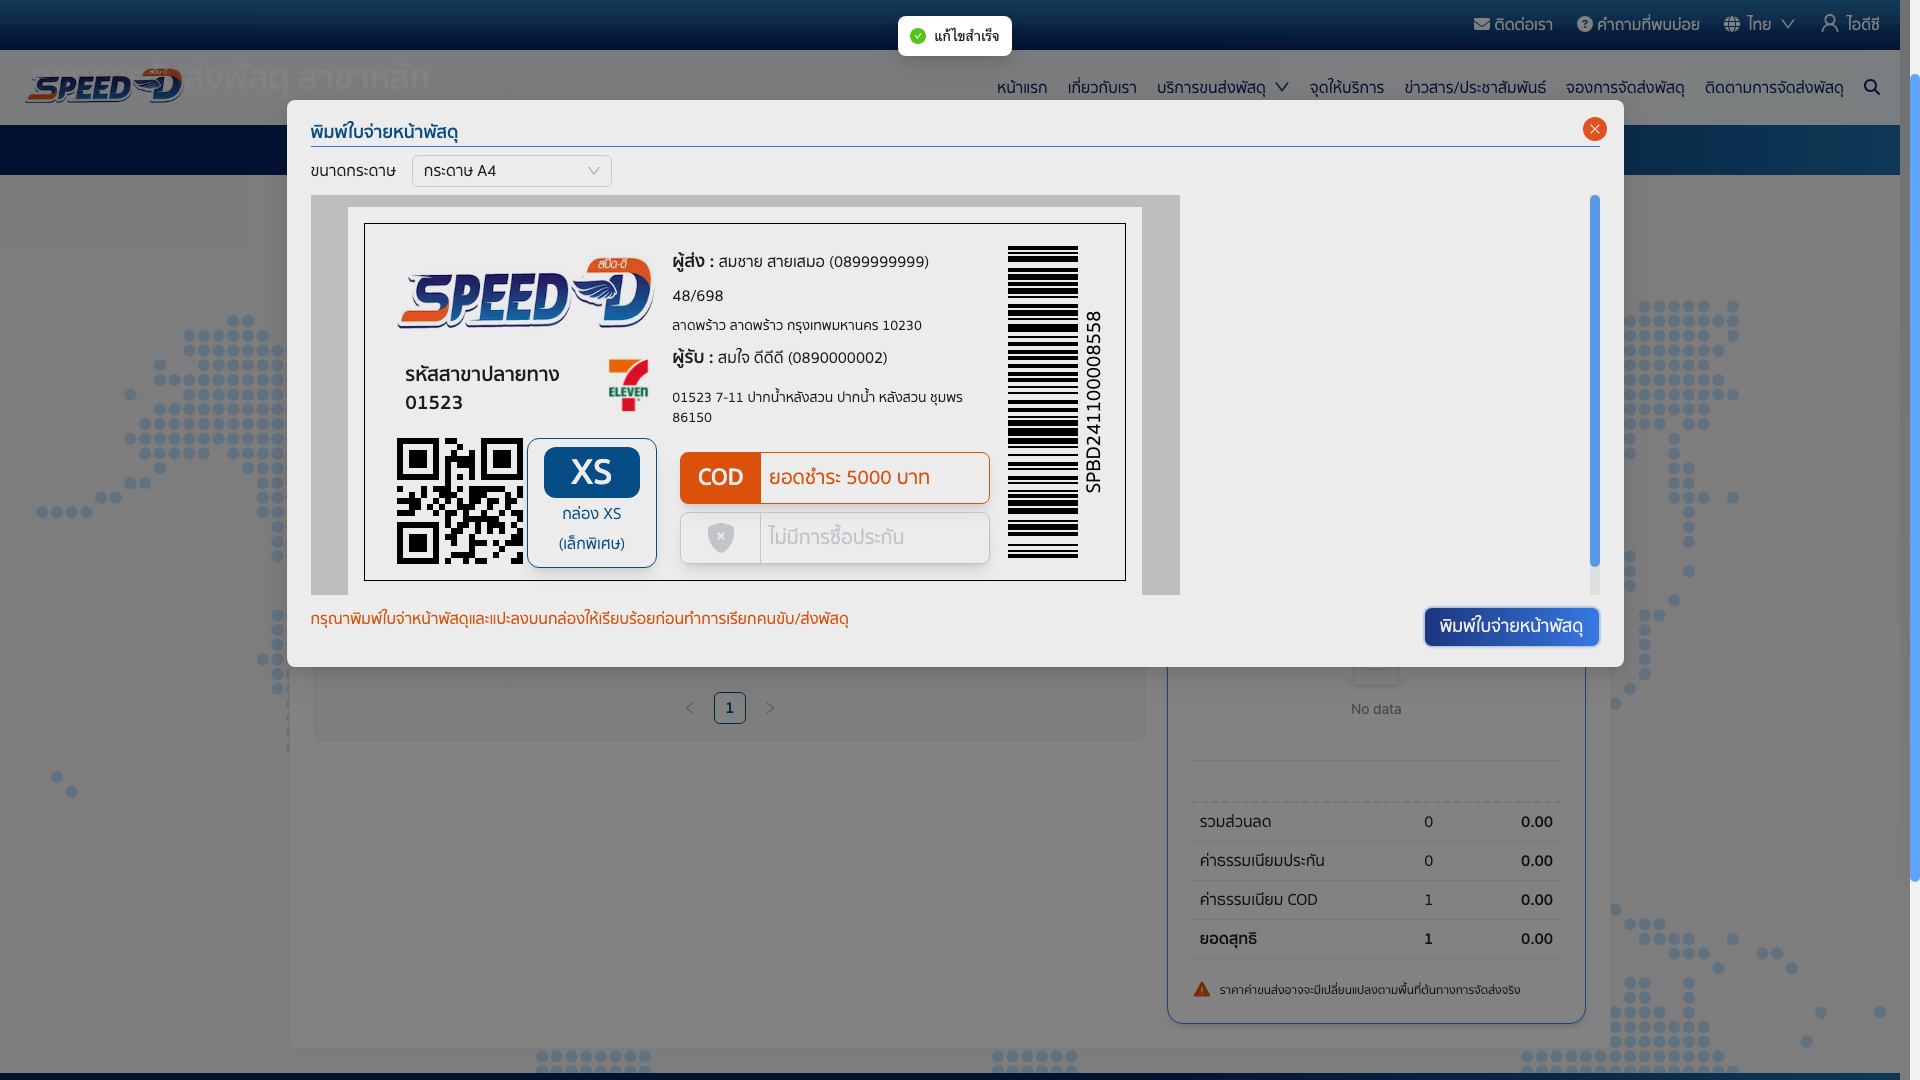 ติดต่อเรา
คำถามที่พบบ่อย
ไทย
ไอดีซี
แก้ไขสำเร็จ
ส่งพัสดุ สาขาหลัก
สปีด-ดี
SPEED-D
หน้าแรก
เกี่ยวกับเรา
บริการขนส่งพัสดุ
จุดให้บริการ
ข่าวสาร/ประชาสัมพันธ์
จองการจัดส่งพัสดุ
ติดตามการจัดส่งพัสดุ
พิมพ์ใบจ่ายหน้าพัสดุ
ขนาดกระดาษ
กระดาษ A4
สปีด-ดี
SPEED-D
ผู้ส่ง : สมชาย สายเสมอ (0899999999)
48/698
ลาดพร้าว ลาดพร้าว กรุงเทพมหานคร 10230
ผู้รับ : สมใจ ดีดีดี (0890000002)
01523 7-11 ปากน้ำหลังสวน ปากน้ำ หลังสวน ชุมพร
86150
รหัสสาขาปลายทาง
01523
7
ELEVEN
XS
กล่อง XS
(เล็กพิเศษ)
COD
ยอดชำระ 5000 บาท
ไม่มีการซื้อประกัน
SPBD241100008558
กรุณาพิมพ์ใบจ่าหน้าพัสดุและแปะลงบนกล่องให้เรียบร้อยก่อนทำการเรียกคนขับ/ส่งพัสดุ
พิมพ์ใบจ่ายหน้าพัสดุ
1
No data
รวมส่วนลด 0 0.00
ค่าธรรมเนียมประกัน 0 0.00
ค่าธรรมเนียม COD 1 0.00
ยอดสุทธิ 1 0.00
ราคาค่าขนส่งอาจจะมีเปลี่ยนแปลงตามพื้นที่ต้นทางการจัดส่งจริง